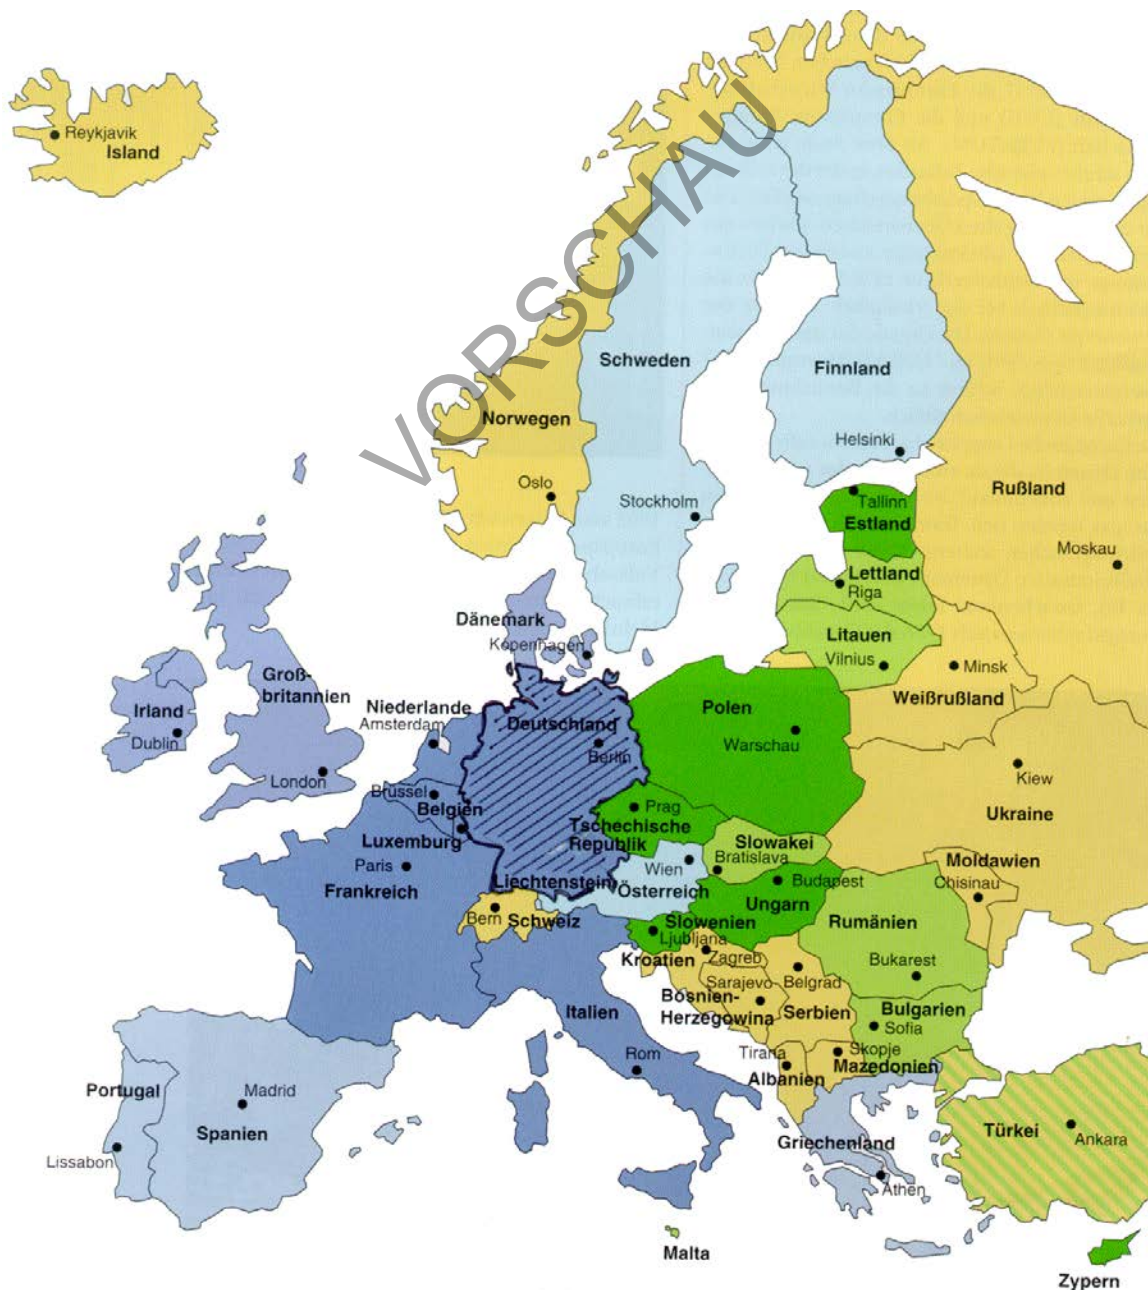 Reykjavik
Island
VORSCHAU
Schweden
Finnland
Norwegen
Helsinki
Oslo
Stockholm
Tallinn
Estland
Rußland
Moskau
Lettland
Riga
Dänemark
Kopenhagen
Litauen
Vilnius
Minsk
Weißrußland
Groß-
britannien
Irland
Dublin
London
Niederlande
Amsterdam
Deutschland
Berlin
Polen
Warschau
Kiew
Ukraine
Brüssel
Belgien
Luxemburg
Paris
Frankreich
Prag
Tschechische
Republik
Slowakei
Bratislava
Wien
Liechtenstein
Österreich
Budapest
Ungarn
Moldawien
Chisinau
Bern
Schweiz
Slowenien
Ljubljana
Rumänien
Bukarest
Kroatien
Zagreb
Sarajevo
Belgrad
Bosnien-
Herzegowina
Serbien
Bulgarien
Sofia
Italien
Rom
Tirana
Skopje
Albanien
Mazedonien
Portugal
Madrid
Spanien
Lissabon
Griechenland
Athen
Türkei
Ankara
Malta
Zypern